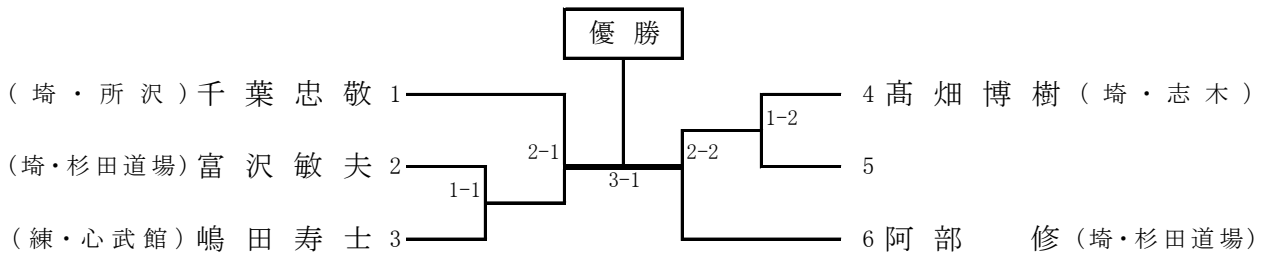 優勝
(埼・所沢)千葉忠敬 1
4 髙畑博樹(埼・志木)
1-2
2-1
2-2
(埼・杉田道場)富沢敏夫 2
5
3-1
1-1
(練・心武館)嶋田寿士 3
6 阿部 修(埼・杉田道場)